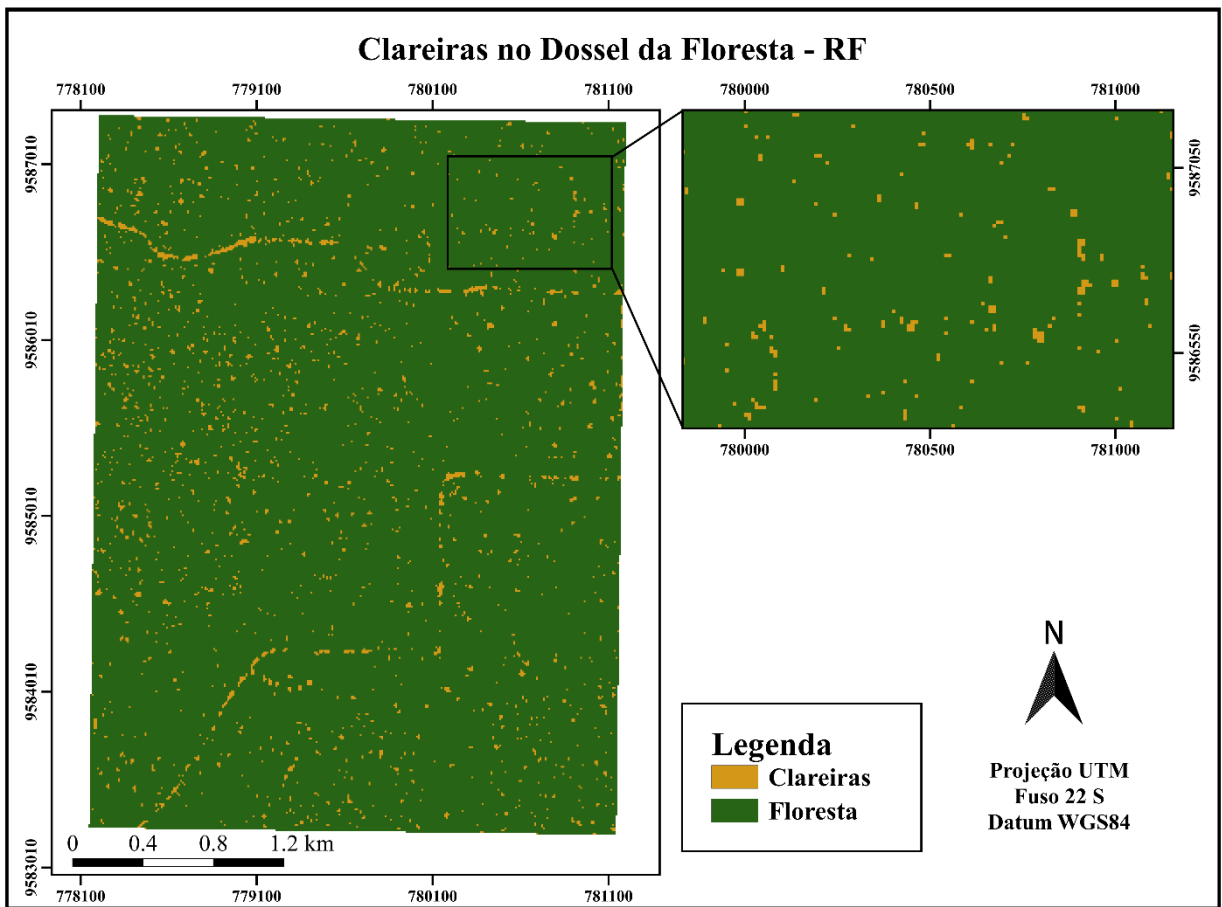 Clareiras no Dossel da Floresta - RF
778100 779100 780100 781100
780000 780500 781000
9587010
9586010
9585010
9584010
9583010
9587050
9586550
780000 780500 781000
N
Legenda
Clareiras
Floresta
Projeção UTM
Fuso 22 S
Datum WGS84
0 0.4 0.8 1.2 km
778100 779100 780100 781100